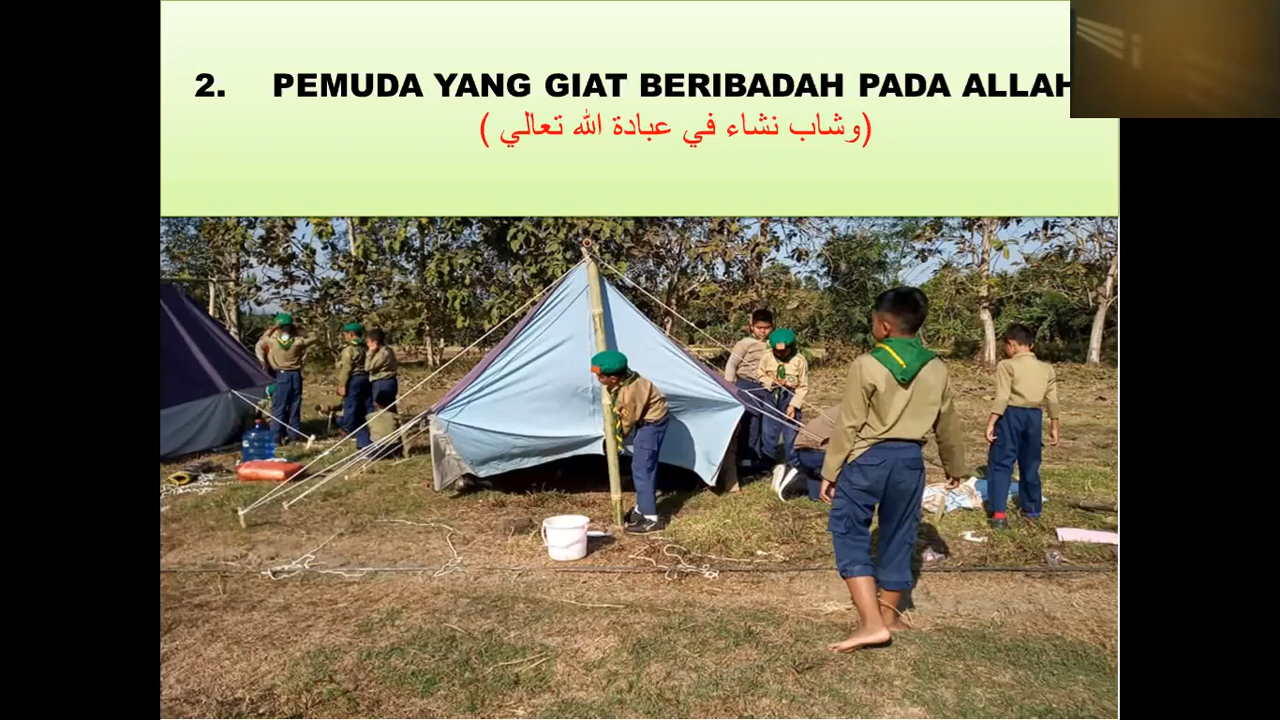 2. PEMUDA YANG GIAT BERIBADAH PADA ALLAH
(وشاب نشاء في عبادة الله تعالي )